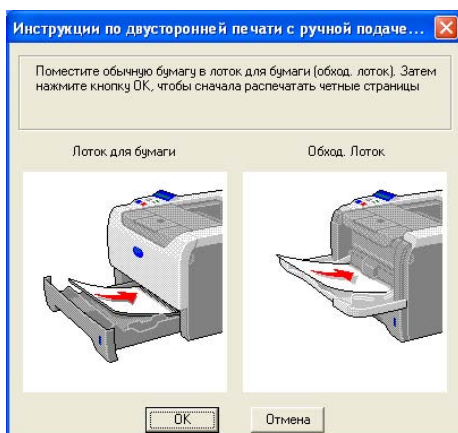 Инструкции по двусторонней печати с ручной подаче...
Поместите обычную бумагу в лоток для бумаги (обход. лоток). Затем
нажмите кнопку OK, чтобы сначала распечатать четные страницы
Лоток для бумаги
Обход. Лоток
OK
Отмена